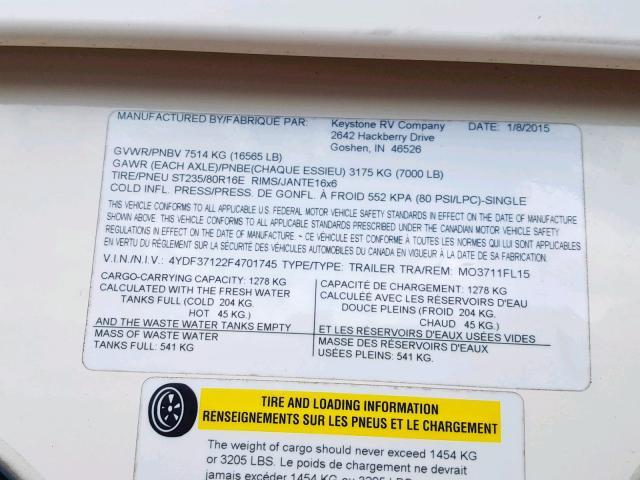 MANUFACTURED BY/FABRIQUE PAR: Keystone RV Company DATE: 1/8/2015
2642 Hackberry Drive
Goshen, IN 46526
GVWR/PNBV 7514 KG (16565 LB)
GAWR (EACH AXLE)/PNBE(CHAQUE ESSIEU) 3175 KG (7000 LB)
TIRE/PNEU ST235/80R16E RIMS/JANTE16x6
COLD INFL. PRESS/PRESS. DE GONFL. À FROID 552 KPA (80 PSI/LPC)-SINGLE
THIS VEHICLE CONFORMS TO ALL APPLICABLE U.S. FEDERAL MOTOR VEHICLE SAFETY STANDARDS IN EFFECT ON THE DATE OF MANUFACTURE
SHOWN ABOVE. THIS VEHICLE CONFORMS TO ALL APPLICABLE STANDARDS PRESCRIBED UNDER THE CANADIAN MOTOR VEHICLE SAFETY
REGULATIONS IN EFFECT ON THE DATE OF MANUFACTURE / CE VÉHICULE EST CONFORME À TOUTES LES NORMES QUI LUI SONT APPLICABLES
EN VERTU DU RÈGLEMENT SUR LA SÉCURITÉ DES VÉHICULES AUTOMOBILES DU CANADA EN VIGUEUR À LA DATE DE SA FABRICATION
V.I.N./N.I.V.: 4YDF37122F4701745 TYPE/TYPE: TRAILER TRA/REM: MO3711FL15
CARGO-CARRYING CAPACITY: 1278 KG
CALCULATED WITH THE FRESH WATER
TANKS FULL (COLD 204 KG.
HOT 45 KG.)
AND THE WASTE WATER TANKS EMPTY
MASS OF WASTE WATER
TANKS FULL: 541 KG
CAPACITÉ DE CHARGEMENT: 1278 KG
CALCULÉE AVEC LES RÉSERVOIRS D'EAU
DOUCE PLEINS (FROID 204 KG.
CHAUD 45 KG.)
ET LES RÉSERVOIRS D'EAUX USÉES VIDES
MASSE DES RÉSERVOIRS D'EAUX
USÉES PLEINS: 541 KG.
TIRE AND LOADING INFORMATION
RENSEIGNEMENTS SUR LES PNEUS ET LE CHARGEMENT
The weight of cargo should never exceed 1454 KG
or 3205 LBS. Le poids de chargement ne devrait
jamais excéder 1454 KG ou 3205 LBS